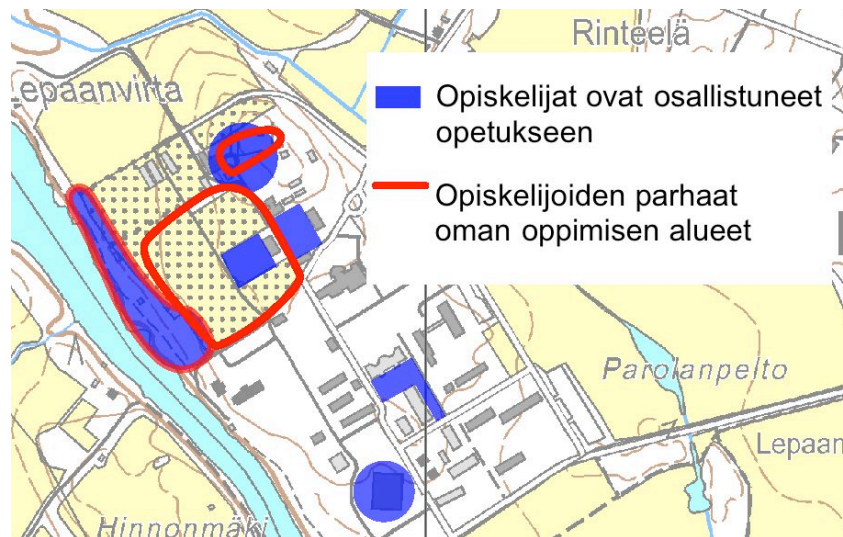 Rinteelä
Lepaanvirta
Opiskelijat ovat osallistuneet
opetukseen
Opiskelijoiden parhaat
oman oppimisen alueet
Parolanpelto
Lepaan
Hinnonmäki